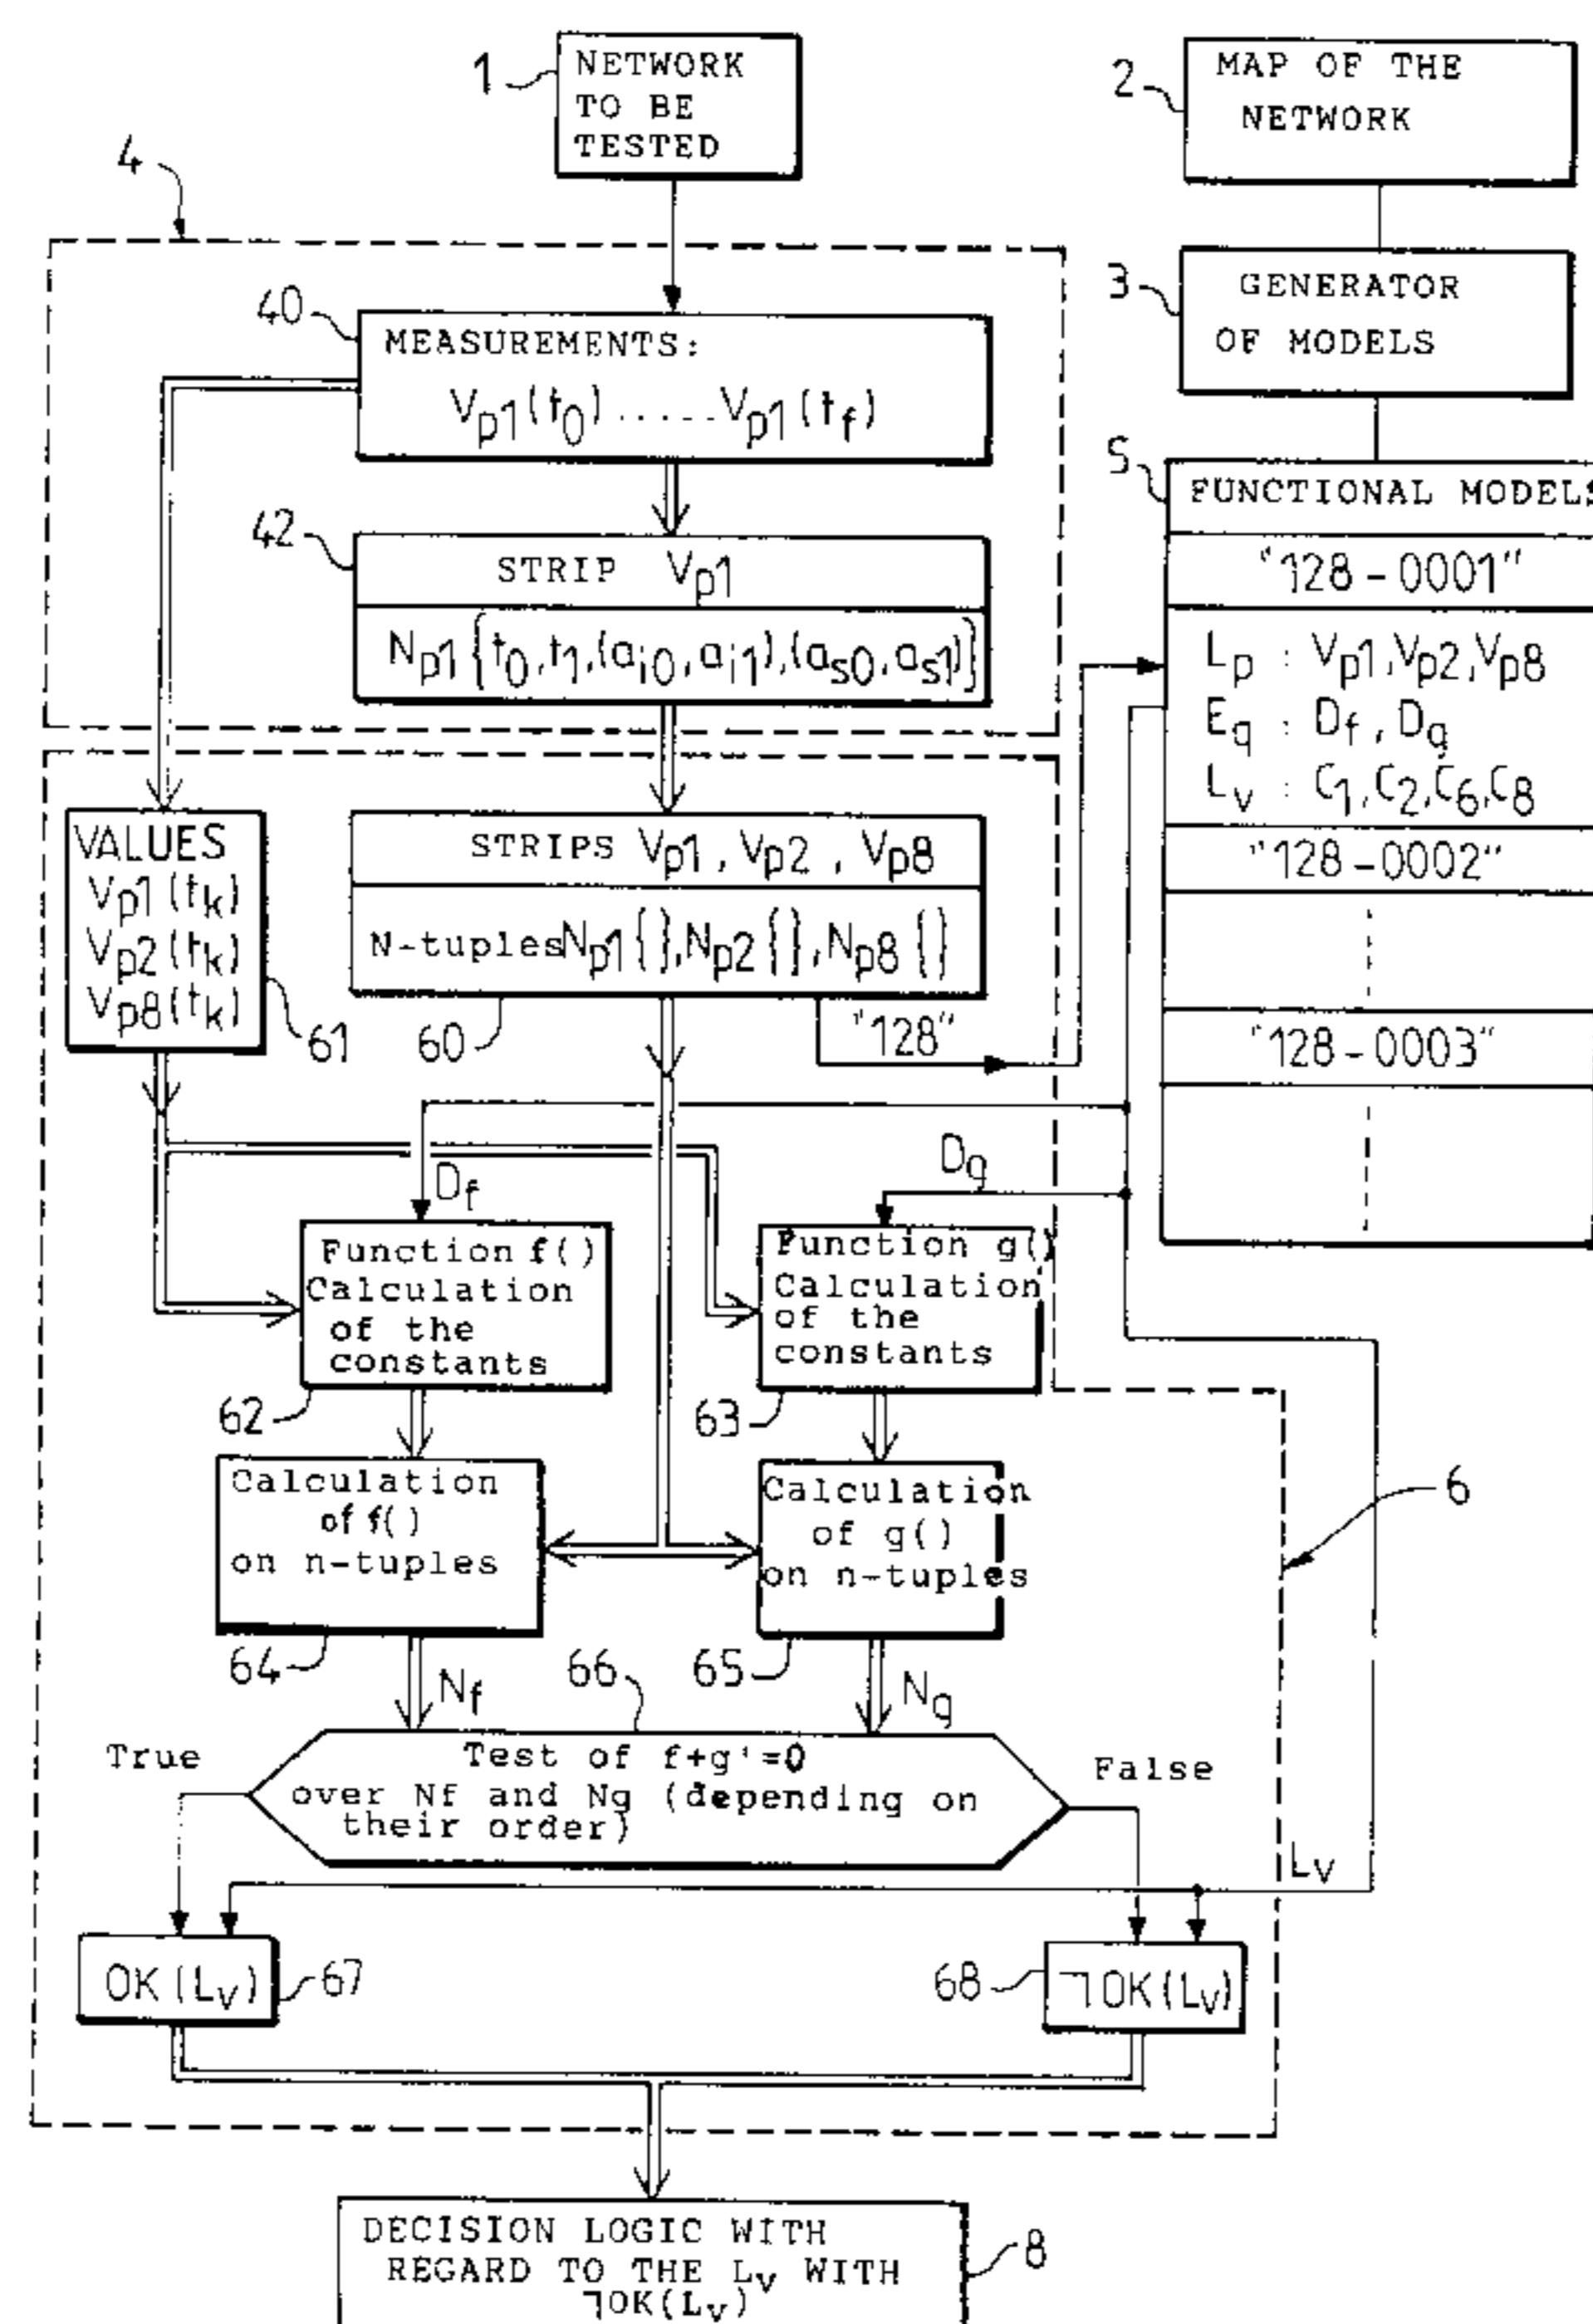 1
NETWORK
TO BE
TESTED
2
MAP OF THE
NETWORK
4
3
GENERATOR
OF MODELS
40
MEASUREMENTS:
Vp1(t0).....Vp1(tf)
5
FUNCTIONAL MODELS
"128-0001"
Lp : Vp1,Vp2,Vp8
Eq : Df, Dg
Lv : C1,C2,C6,C8
"128-0002"
"128-0003"
42
STRIP Vp1
Np1{t0,t1,(ai0,ai1),(as0,as1)}
VALUES
Vp1(tk)
Vp2(tk)
Vp8(tk)
61
STRIPS Vp1, Vp2, Vp8
N-tuples Np1{},Np2{},Np8{}
60
"128"
Df
Dg
Function f()
Calculation
of the
constants
62
Function g()
Calculation
of the
constants
63
Calculation
of f()
on n-tuples
64
Calculation
of g()
on n-tuples
65
6
Nf
66
Ng
True
Test of f+g'=0
over Nf and Ng (depending on
their order)
False
Lv
OK(Lv)
67
68
¬OK(Lv)
DECISION LOGIC WITH
REGARD TO THE Lv WITH
¬OK(Lv)
8